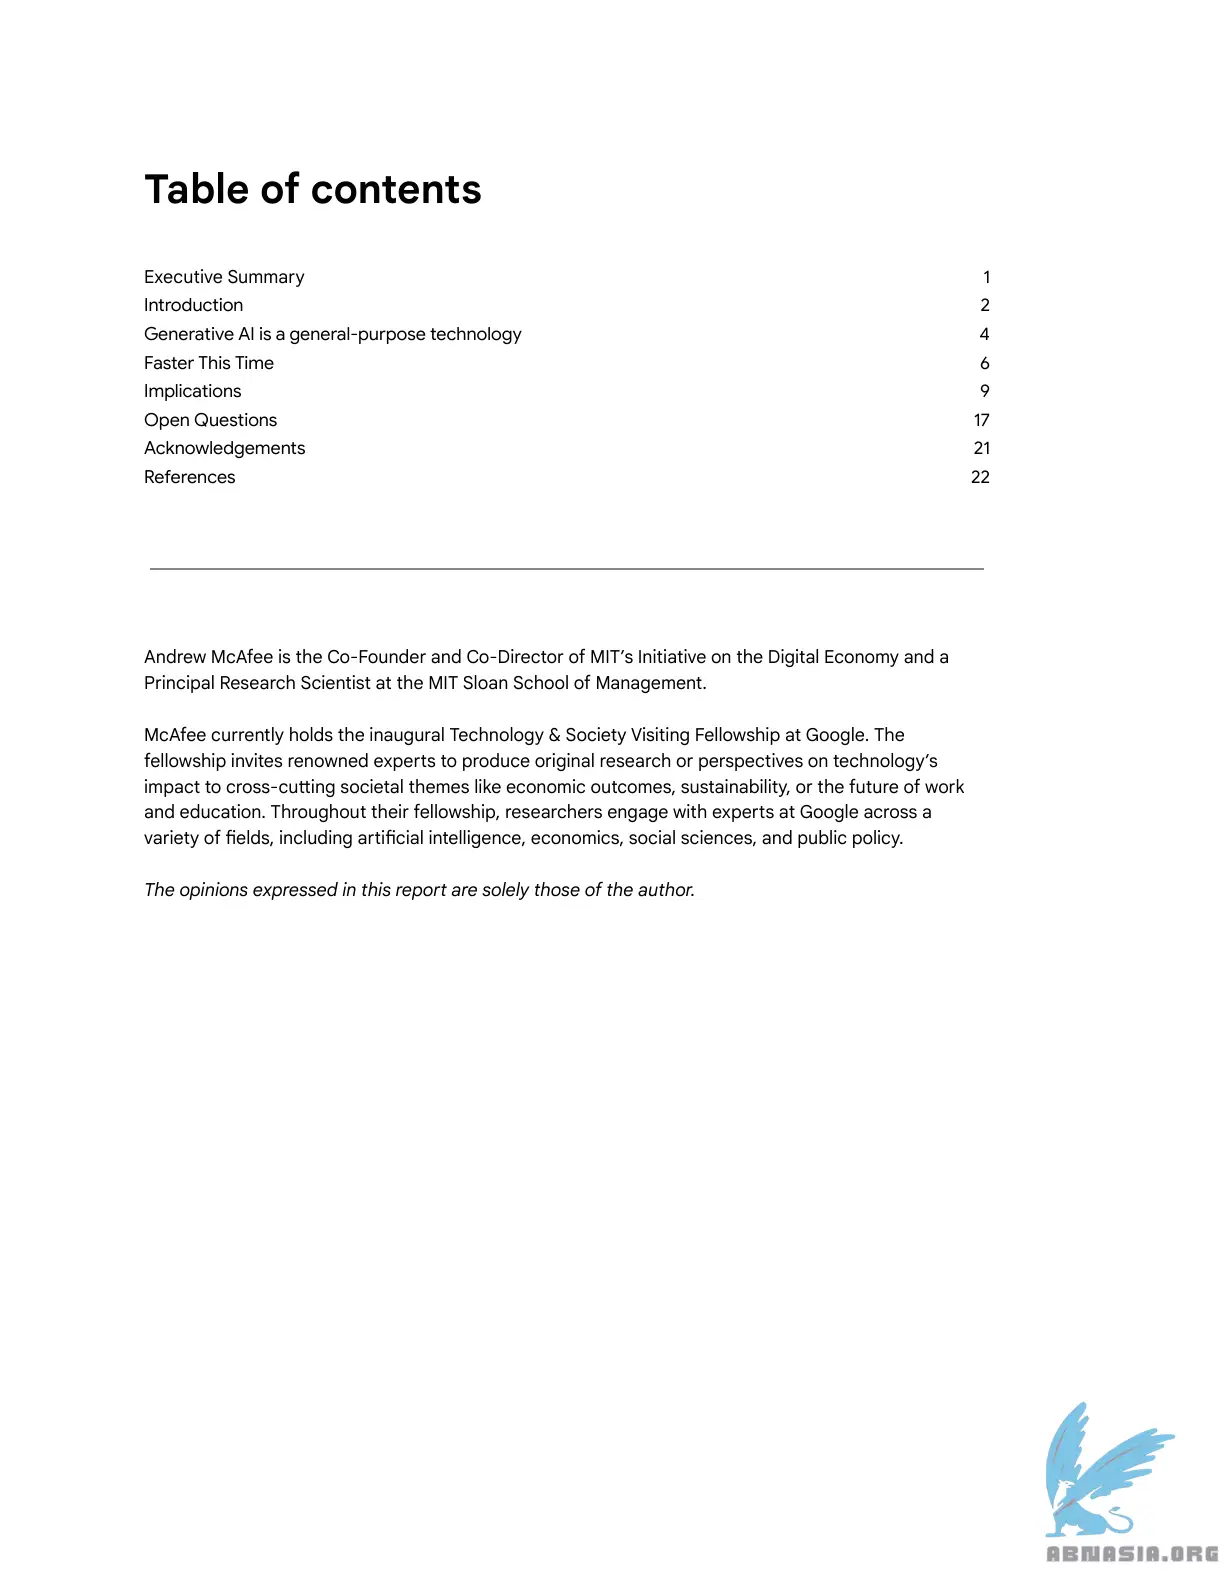 Table of contents
Executive Summary 1
Introduction 2
Generative AI is a general-purpose technology 4
Faster This Time 6
Implications 9
Open Questions 17
Acknowledgements 21
References 22
Andrew McAfee is the Co-Founder and Co-Director of MIT’s Initiative on the Digital Economy and a
Principal Research Scientist at the MIT Sloan School of Management.
McAfee currently holds the inaugural Technology & Society Visiting Fellowship at Google. The
fellowship invites renowned experts to produce original research or perspectives on technology’s
impact to cross-cutting societal themes like economic outcomes, sustainability, or the future of work
and education. Throughout their fellowship, researchers engage with experts at Google across a
variety of fields, including artificial intelligence, economics, social sciences, and public policy.
The opinions expressed in this report are solely those of the author.
ABNASIA.ORG